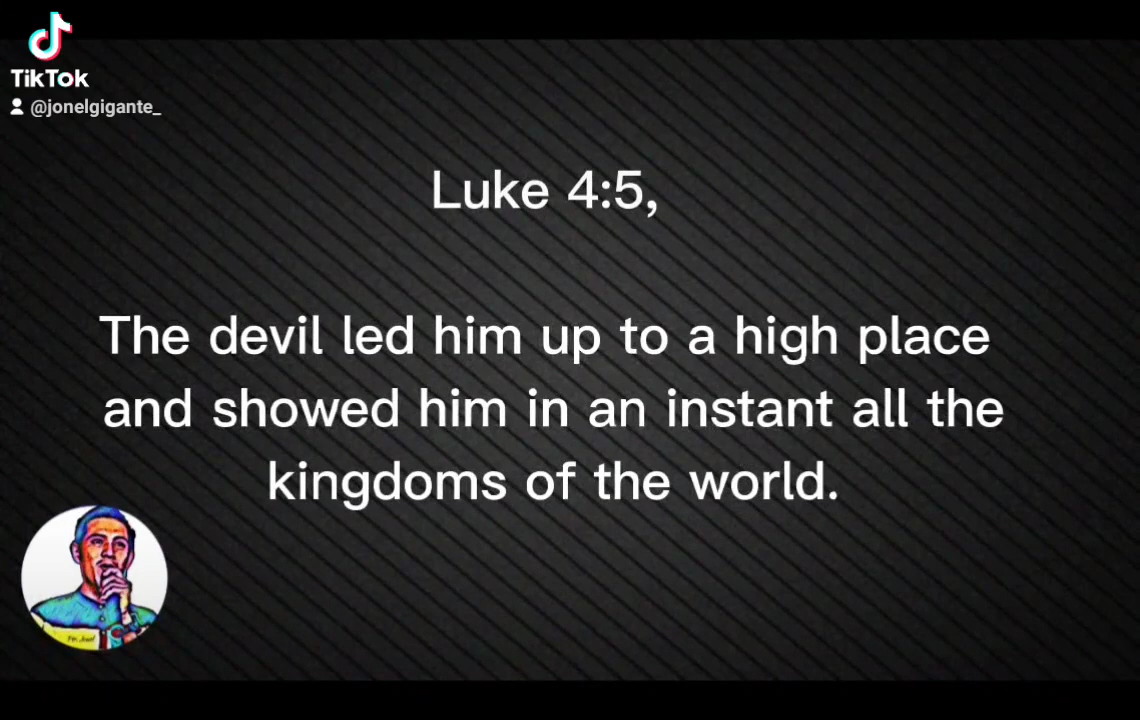 TikTok
@jonelgigante_
Luke 4:5,
The devil led him up to a high place
and showed him in an instant all the
kingdoms of the world.